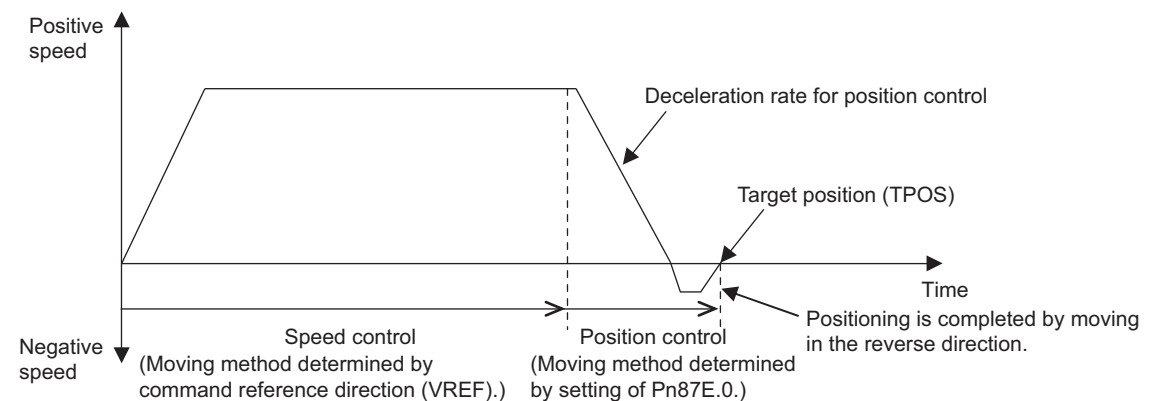 Positive
speed
Deceleration rate for position control
Target position (TPOS)
Time
Positioning is completed by moving
in the reverse direction.
Speed control
(Moving method determined by
command reference direction (VREF).)
Position control
(Moving method determined
by setting of Pn87E.0.)
Negative
speed